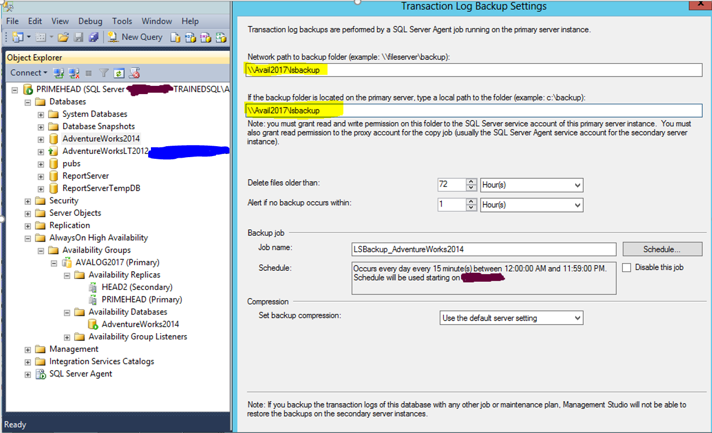 File Edit View Debug Tools Window Help
New Query
Object Explorer
Connect
PRIMEHEAD (SQL Server TRAINEDSQL\A
Databases
System Databases
Database Snapshots
AdventureWorks2014
AdventureWorksLT2012
pubs
ReportServer
ReportServerTempDB
Security
Server Objects
Replication
AlwaysOn High Availability
Availability Groups
AVALOG2017 (Primary)
Availability Replicas
HEAD2 (Secondary)
PRIMEHEAD (Primary)
Availability Databases
AdventureWorks2014
Availability Group Listeners
Management
Integration Services Catalogs
SQL Server Agent
Ready
Transaction Log Backup Settings
x
Transaction log backups are performed by a SQL Server Agent job running on the primary server instance.
Network path to backup folder (example: \\fileserver\backup):
\\Avail2017\lsbackup
If the backup folder is located on the primary server, type a local path to the folder (example: c:\backup):
\\Avail2017\lsbackup
Note: you must grant read and write permission on this folder to the SQL Server service account of this primary server instance. You must
also grant read permission to the proxy account for the copy job (usually the SQL Server Agent service account for the secondary server
instance).
Delete files older than: 72 Hour(s)
Alert if no backup occurs within: 1 Hour(s)
Backup job
Job name: LSBackup_AdventureWorks2014 Schedule...
Schedule: Occurs every day every 15 minute(s) between 12:00:00 AM and 11:59:00 PM. Disable this job
Schedule will be used starting on
Compression
Set backup compression: Use the default server setting
Note: If you backup the transaction logs of this database with any other job or maintenance plan, Management Studio will not be able to
restore the backups on the secondary server instances.